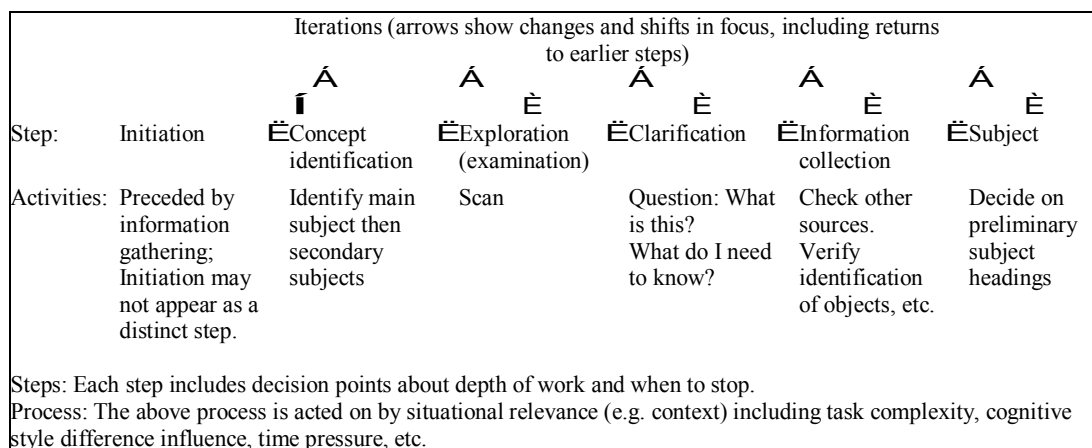 Iterations (arrows show changes and shifts in focus, including returns
to earlier steps)
Á Á Á Á Á
Í È È È È
Step: Initiation ËConcept identification ËExploration (examination) ËClarification ËInformation collection ËSubject
Activities: Preceded by information gathering; Initiation may not appear as a distinct step.
Identify main subject then secondary subjects
Scan
Question: What is this? What do I need to know?
Check other sources. Verify identification of objects, etc.
Decide on preliminary subject headings
Steps: Each step includes decision points about depth of work and when to stop.
Process: The above process is acted on by situational relevance (e.g. context) including task complexity, cognitive
style difference influence, time pressure, etc.